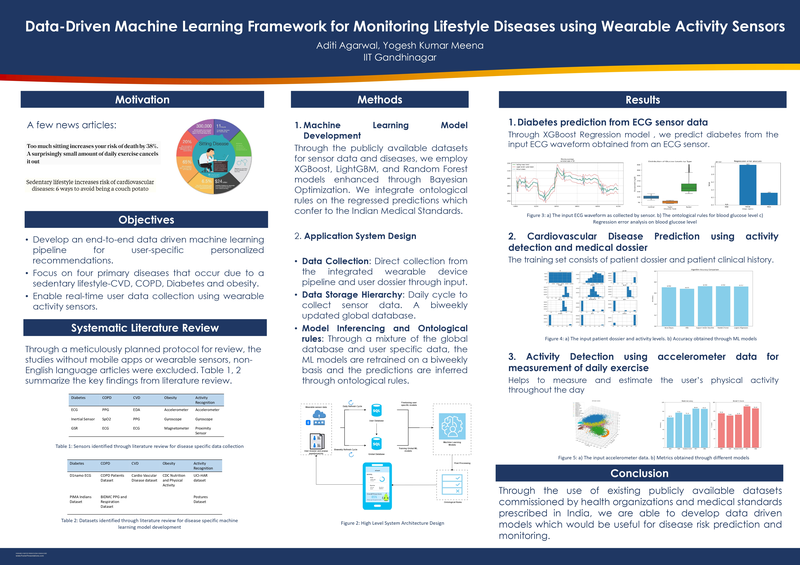 Data-Driven Machine Learning Framework for Monitoring Lifestyle Diseases using Wearable Activity Sensors
Aditi Agarwal, Yogesh Kumar Meena
IIT Gandhinagar
Motivation
A few news articles:
Too much sitting increases your risk of death by 38%.
A surprisingly small amount of daily exercise cancels
it out
Sedentary lifestyle increases risk of cardiovascular
diseases: 6 ways to avoid being a couch potato
Sitting Disease
Objectives
• Develop an end-to-end data driven machine learning
pipeline for user-specific personalized
recommendations.
• Focus on four primary diseases that occur due to a
sedentary lifestyle-CVD, COPD, Diabetes and obesity.
• Enable real-time user data collection using wearable
activity sensors.
Systematic Literature Review
Through a meticulously planned protocol for review, the
studies without mobile apps or wearable sensors, non-
English language articles were excluded. Table 1, 2
summarize the key findings from literature review.
Diabetes COPD CVD Obesity Activity Recognition
ECG PPG EDA Accelerometer Accelerometer
Inertial Sensor SpO2 PPG Gyroscope Gyroscope
GSR ECG ECG Magnetometer Proximity Sensor
Table 1: Sensors identified through literature review for disease specific data collection
Diabetes COPD CVD Obesity Activity Recognition
D1namo ECG COPD Patients Dataset Cardio Vascular Disease dataset CDC Nutrition and Physical Activity UCI-HAR dataset
PIMA Indians Dataset BIDMC PPG and Respiration Dataset Postures Dataset
Table 2: Datasets identified through literature review for disease specific machine
learning model development
Methods
1. Machine Learning Model
Development
Through the publicly available datasets
for sensor data and diseases, we employ
XGBoost, LightGBM, and Random Forest
models enhanced through Bayesian
Optimization. We integrate ontological
rules on the regressed predictions which
confer to the Indian Medical Standards.
2. Application System Design
• Data Collection: Direct collection from
the integrated wearable device
pipeline and user dossier through input.
• Data Storage Hierarchy: Daily cycle to
collect sensor data. A biweekly
updated global database.
• Model Inferencing and Ontological
rules: Through a mixture of the global
database and user specific data, the
ML models are retrained on a biweekly
basis and the predictions are inferred
through ontological rules.
Figure 2: High Level System Architecture Design
Results
1. Diabetes prediction from ECG sensor data
Through XGBoost Regression model , we predict diabetes from the
input ECG waveform obtained from an ECG sensor.
Figure 3: a) The input ECG waveform as collected by sensor. b) The ontological rules for blood glucose level c)
Regression error analysis on blood glucose level
2. Cardiovascular Disease Prediction using activity
detection and medical dossier
The training set consists of patient dossier and patient clinical history.
Figure 4: a) The input patient dossier and activity levels. b) Accuracy obtained through ML models
3. Activity Detection using accelerometer data for
measurement of daily exercise
Helps to measure and estimate the user's physical activity
throughout the day
Figure 5: a) The input accelerometer data. b) Metrics obtained through different models
Conclusion
Through the use of existing publicly available datasets
commissioned by health organizations and medical standards
prescribed in India, we are able to develop data driven
models which would be useful for disease risk prediction and
monitoring.